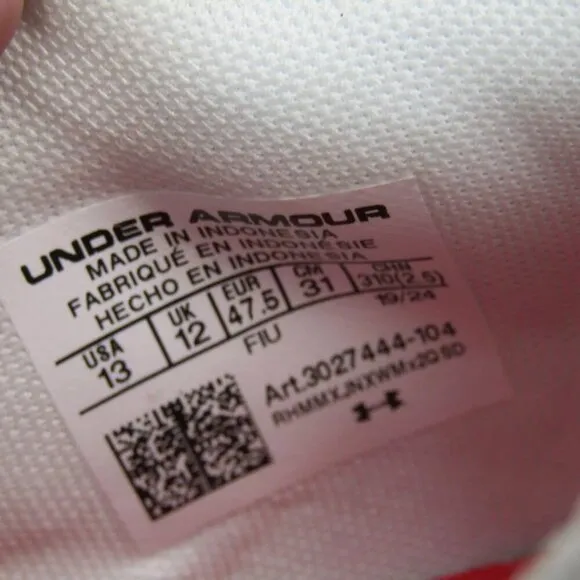 UNDER ARMOUR
MADE IN INDONESIA
FABRIQUÉ EN INDONÉSIE
HECHO EN INDONESIA
USA UK EUR CM CHN
13 12 47.5 31 310(2.5)
FIU 19/24
Art.3027444-104